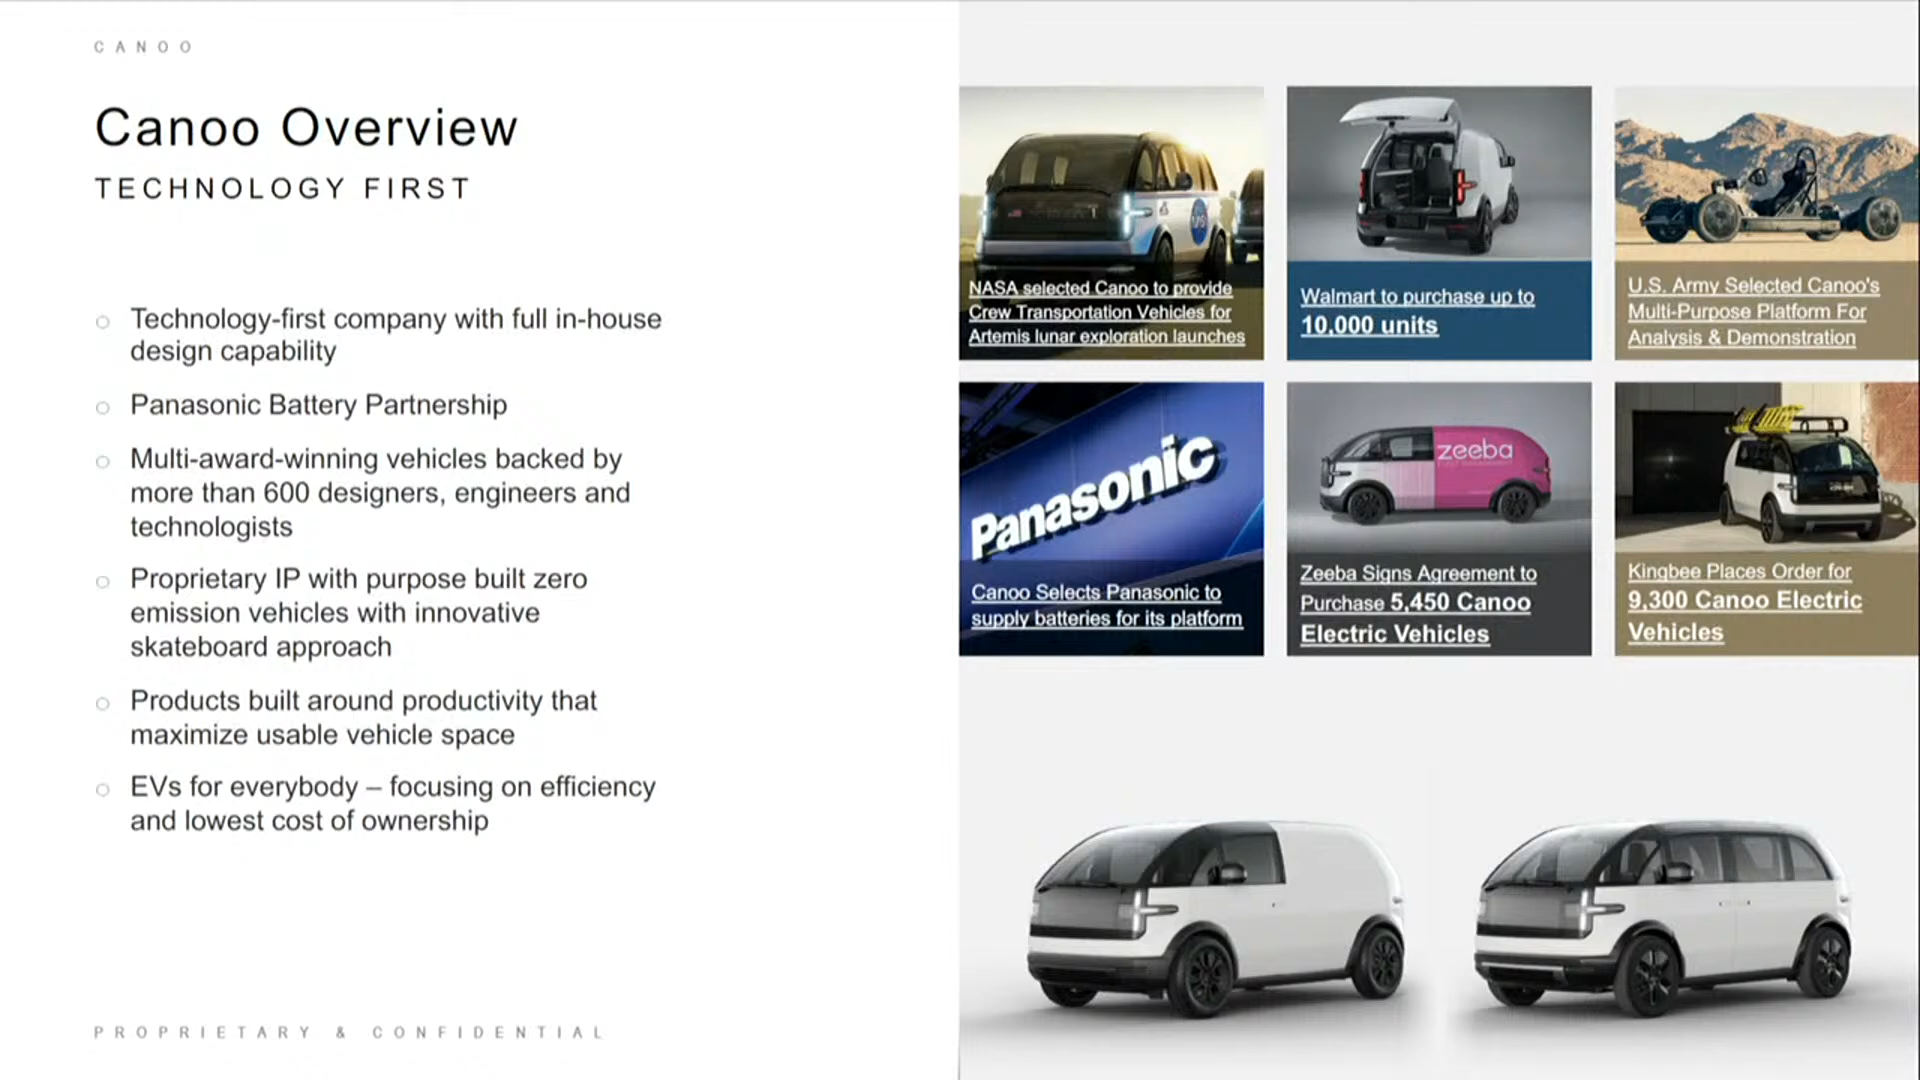 CANOO
Canoo Overview
TECHNOLOGY FIRST
Technology-first company with full in-house
design capability
Panasonic Battery Partnership
Multi-award-winning vehicles backed by
more than 600 designers, engineers and
technologists
Proprietary IP with purpose built zero
emission vehicles with innovative
skateboard approach
Products built around productivity that
maximize usable vehicle space
EVs for everybody – focusing on efficiency
and lowest cost of ownership
PROPRIETARY & CONFIDENTIAL
NASA selected Canoo to provide
Crew Transportation Vehicles for
Artemis lunar exploration launches
Walmart to purchase up to
10,000 units
U.S. Army Selected Canoo's
Multi-Purpose Platform For
Analysis & Demonstration
Panasonic
Canoo Selects Panasonic to
supply batteries for its platform
zeeba
Zeeba Signs Agreement to
Purchase 5,450 Canoo
Electric Vehicles
Kingbee Places Order for
9,300 Canoo Electric
Vehicles